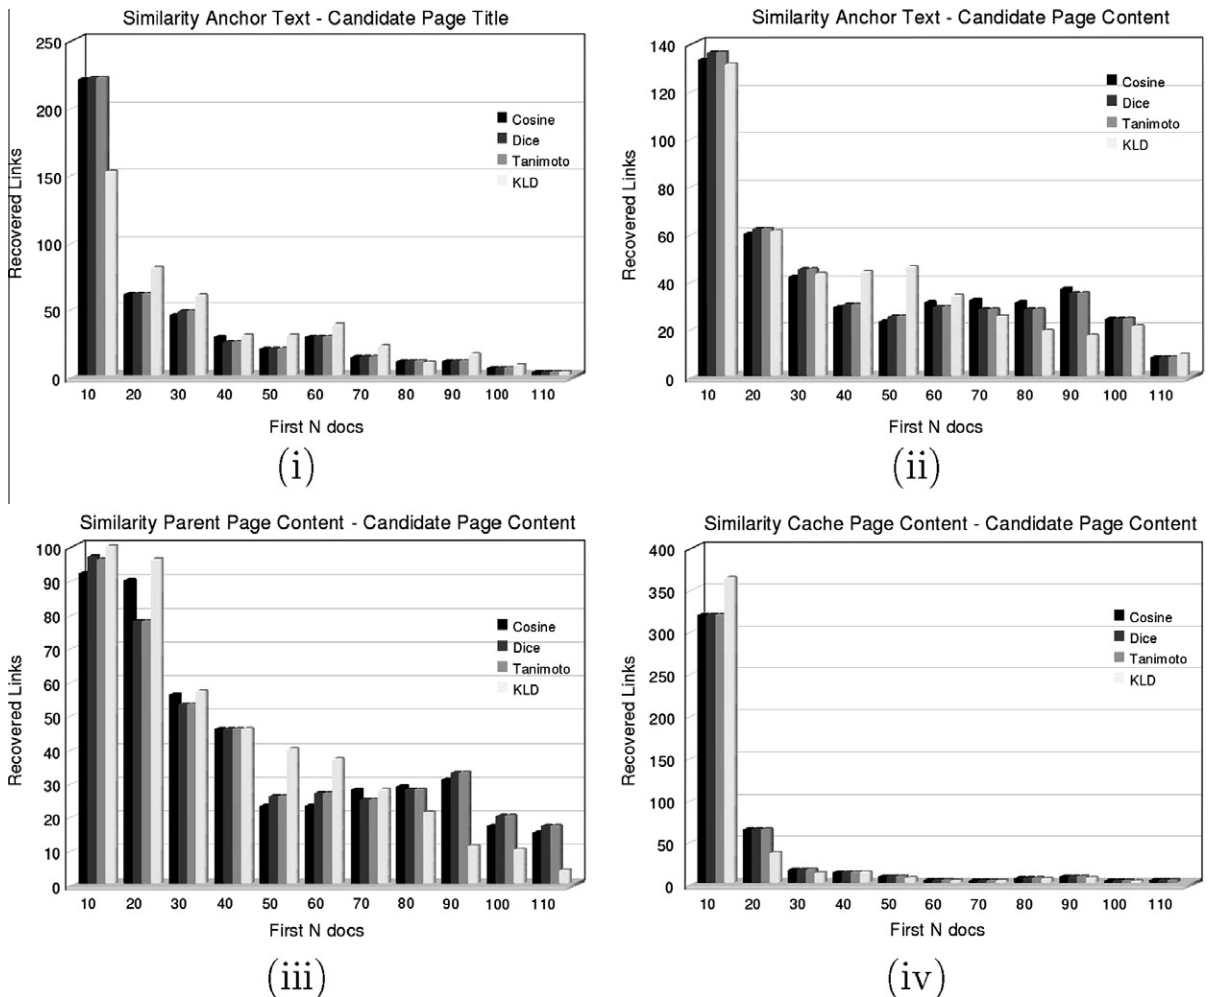 Similarity Anchor Text - Candidate Page Title
250
200
150
100
50
0
Recovered Links
Cosine
Dice
Tanimoto
KLD
10 20 30 40 50 60 70 80 90 100 110
First N docs
(i)
Similarity Anchor Text - Candidate Page Content
140
120
100
80
60
40
20
0
Recovered Links
Cosine
Dice
Tanimoto
KLD
10 20 30 40 50 60 70 80 90 100 110
First N docs
(ii)
Similarity Parent Page Content - Candidate Page Content
100
90
80
70
60
50
40
30
20
10
0
Recovered Links
Cosine
Dice
Tanimoto
KLD
10 20 30 40 50 60 70 80 90 100 110
First N docs
(iii)
Similarity Cache Page Content - Candidate Page Content
400
350
300
250
200
150
100
50
0
Recovered Links
Cosine
Dice
Tanimoto
KLD
10 20 30 40 50 60 70 80 90 100 110
First N docs
(iv)